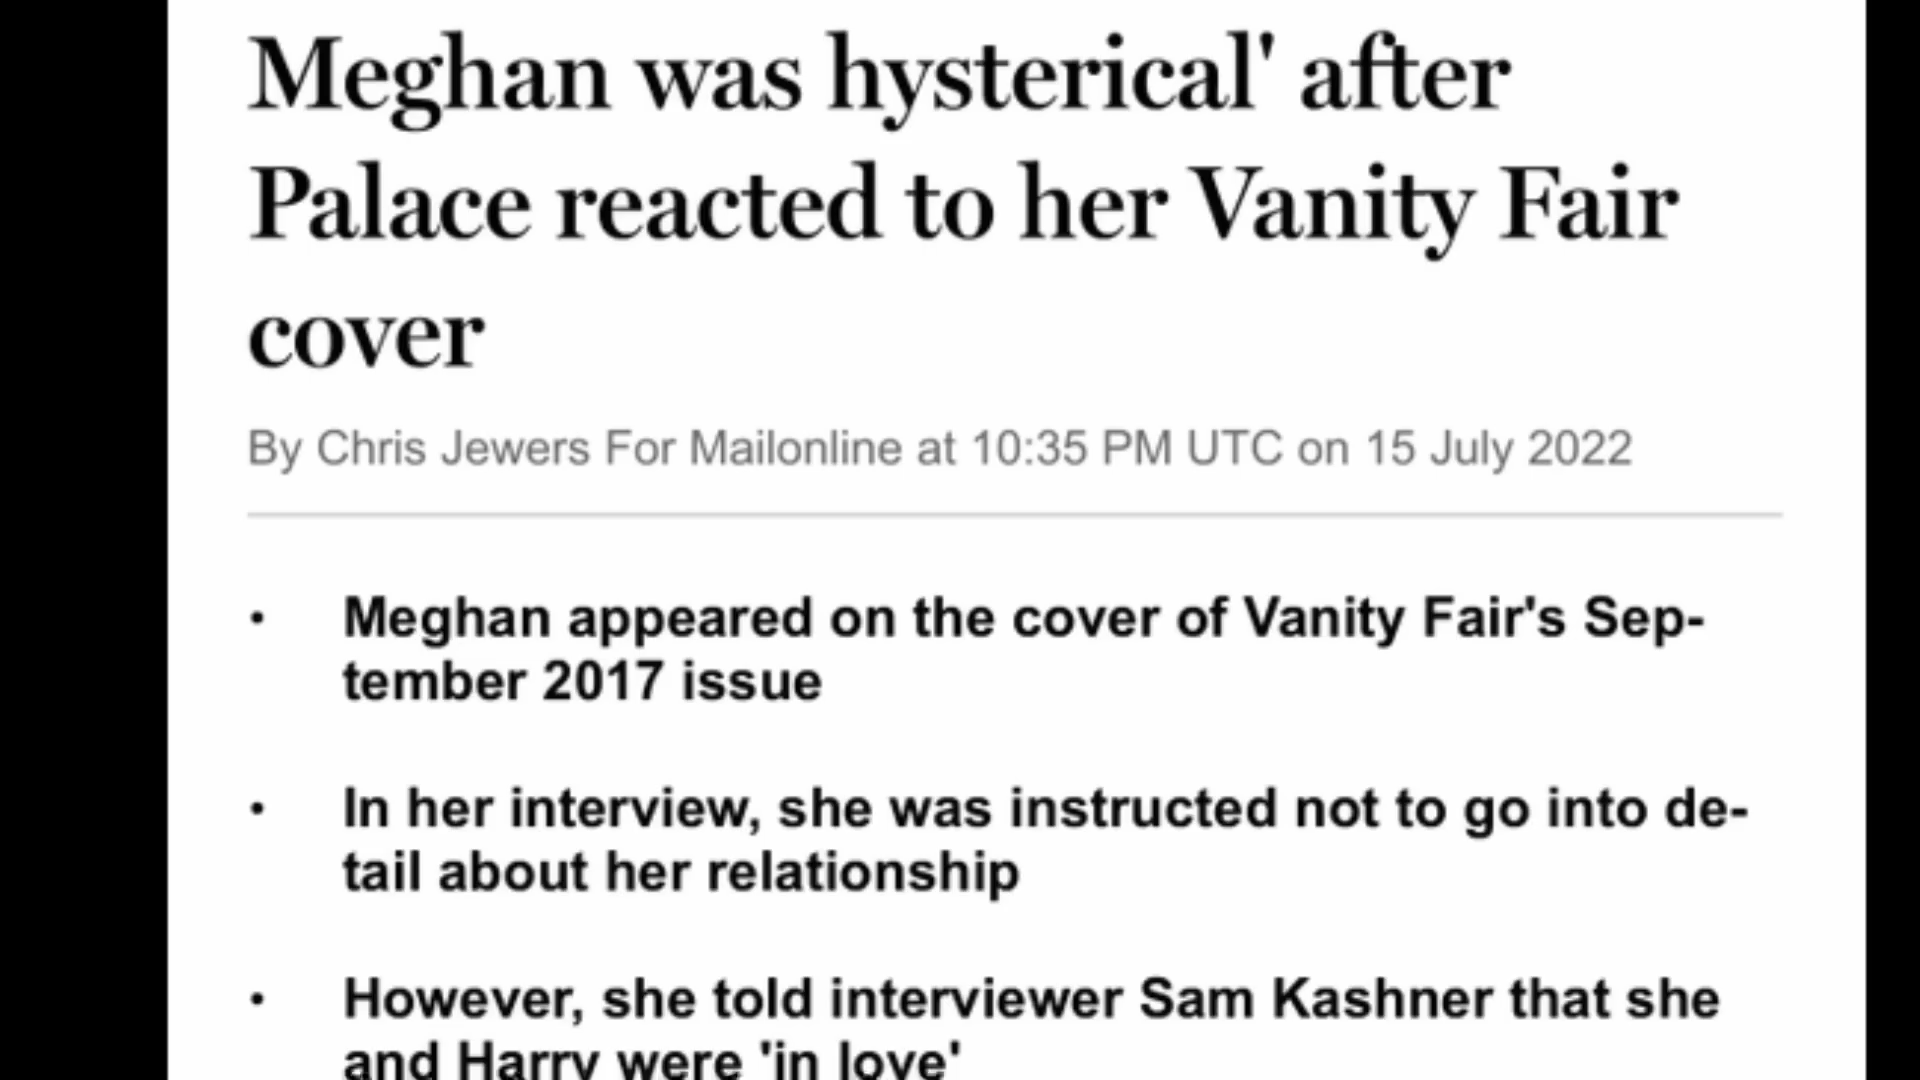 Meghan was hysterical' after
Palace reacted to her Vanity Fair
cover
By Chris Jewers For Mailonline at 10:35 PM UTC on 15 July 2022
• Meghan appeared on the cover of Vanity Fair's Sep-
tember 2017 issue
• In her interview, she was instructed not to go into de-
tail about her relationship
• However, she told interviewer Sam Kashner that she
and Harry were 'in love'